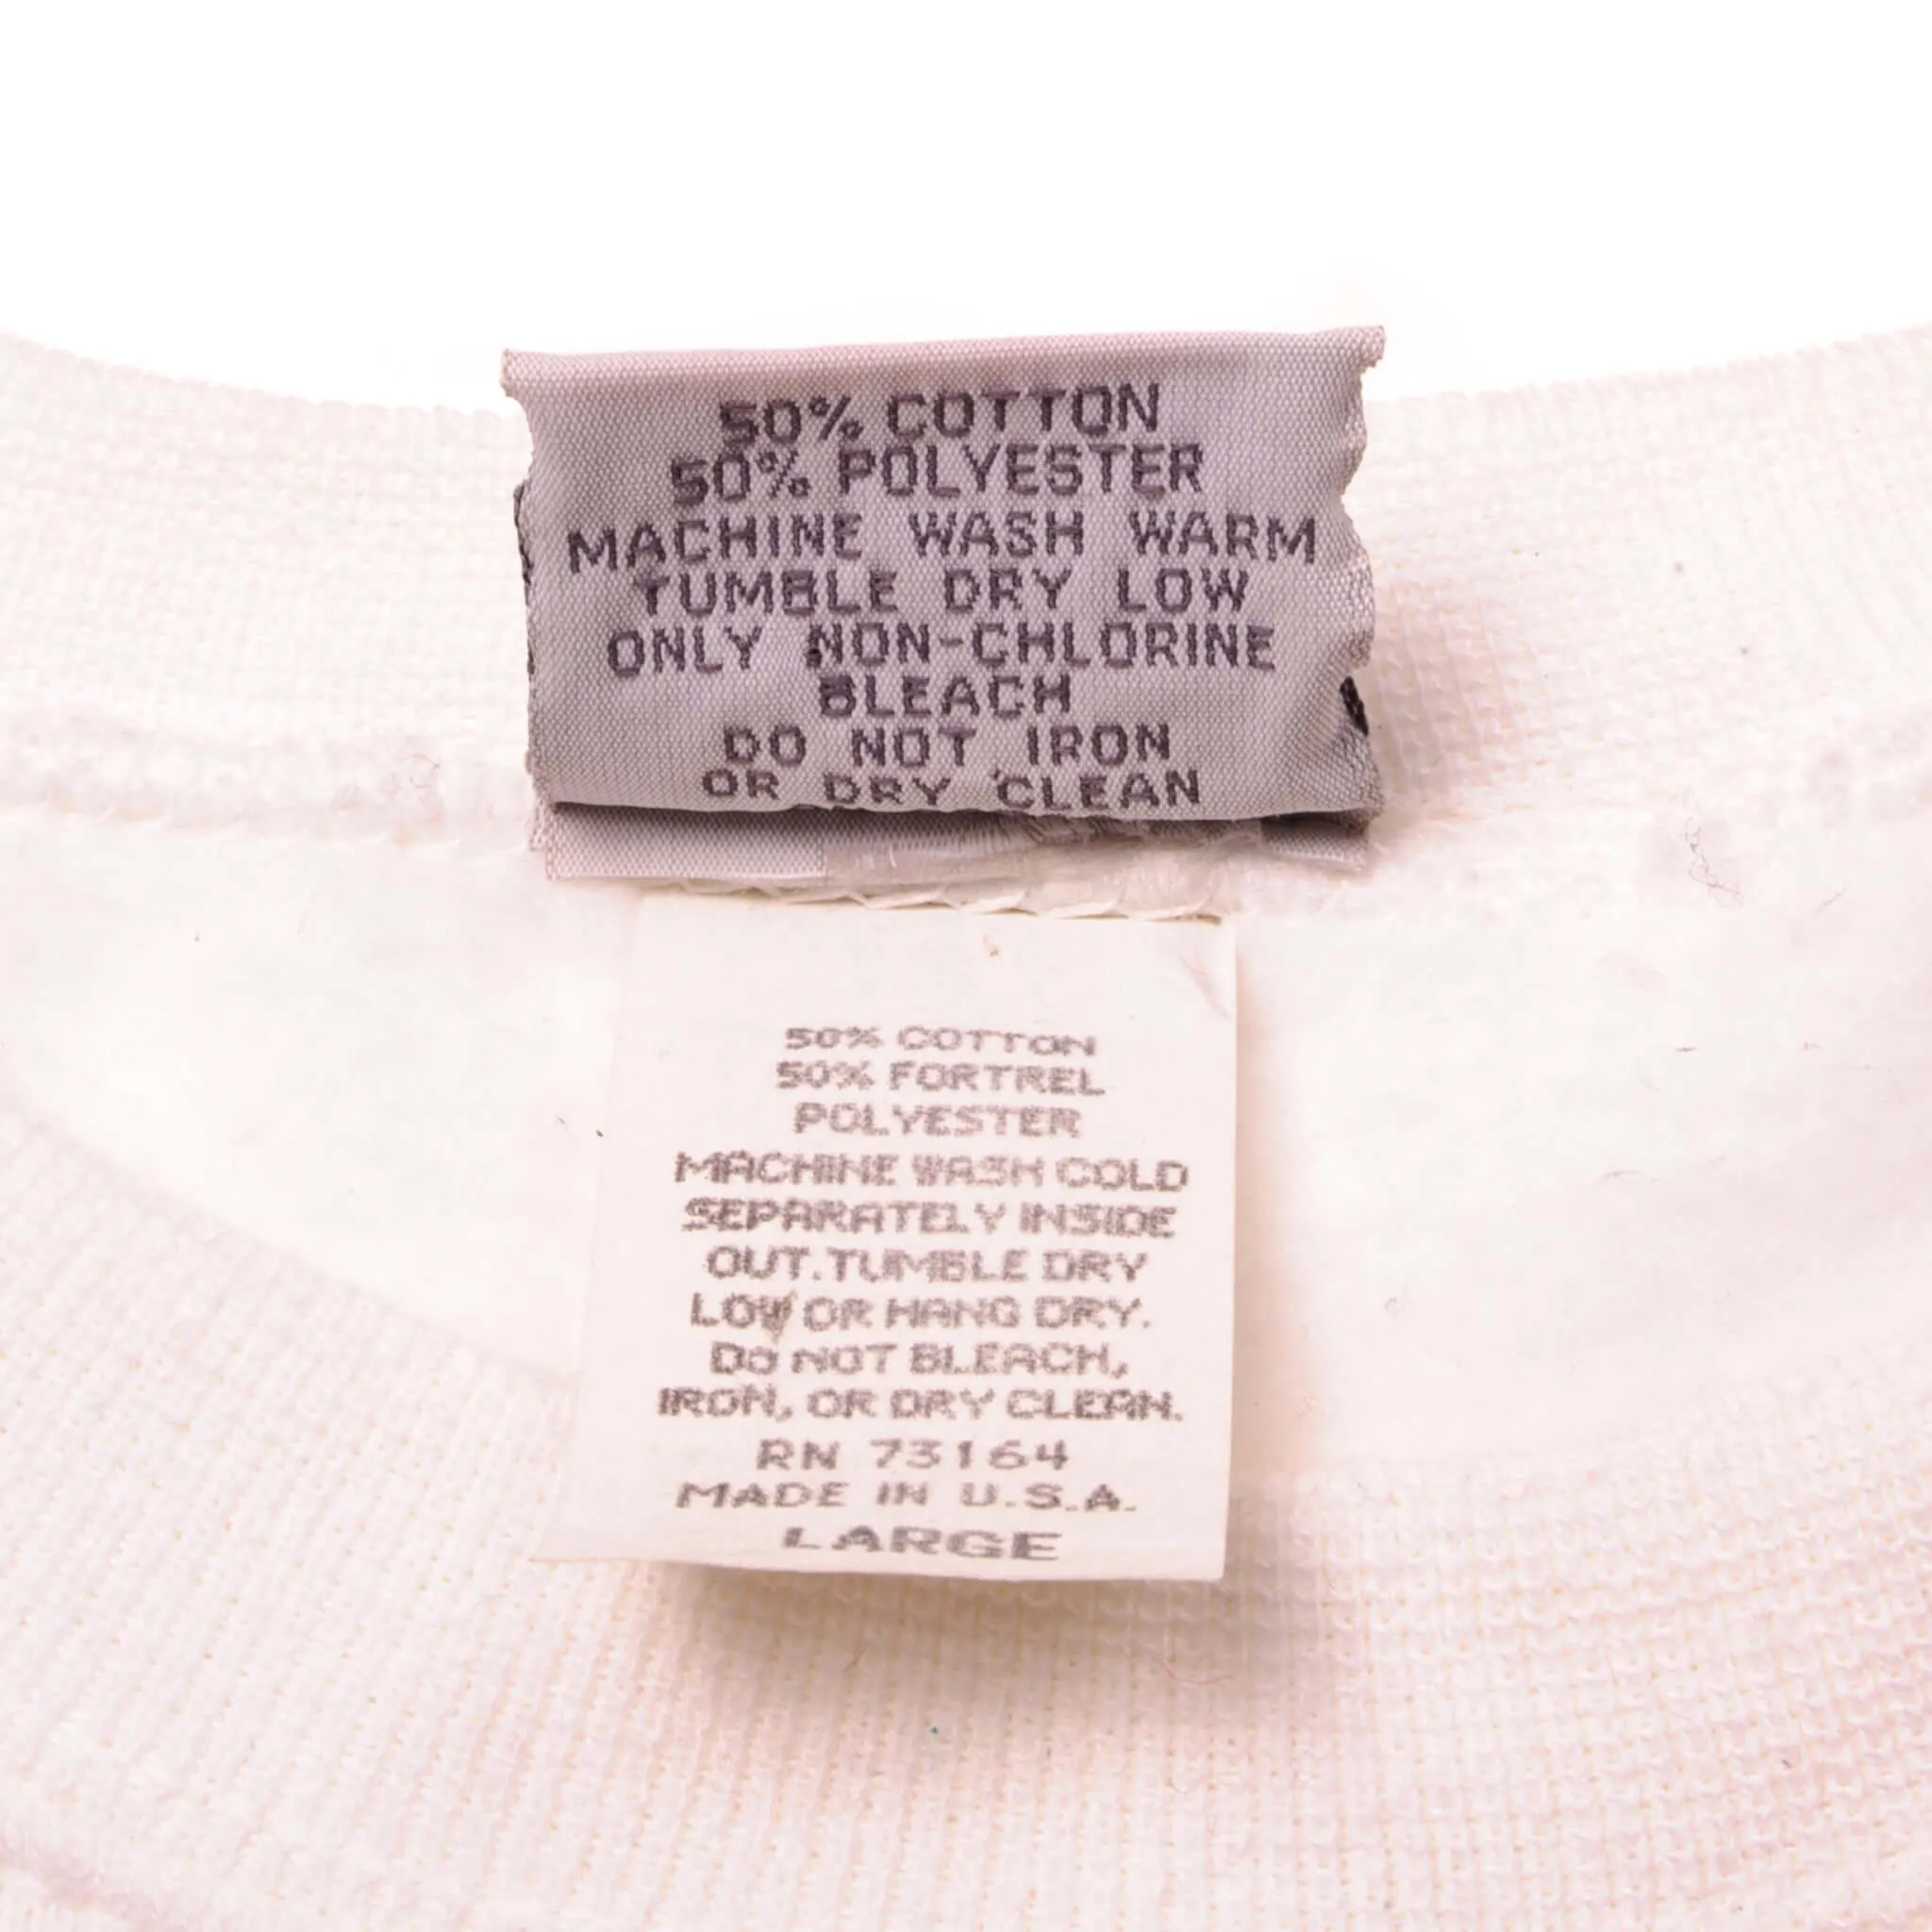 50% COTTON
50% POLYESTER
MACHINE WASH WARM
TUMBLE DRY LOW
ONLY NON-CHLORINE
BLEACH
DO NOT IRON
OR DRY CLEAN
50% COTTON
50% FORTREL
POLYESTER
MACHINE WASH COLD
SEPARATELY INSIDE
OUT. TUMBLE DRY
LOW OR HANG DRY.
DO NOT BLEACH,
IRON, OR DRY CLEAN.
RN 73164
MADE IN U.S.A.
LARGE